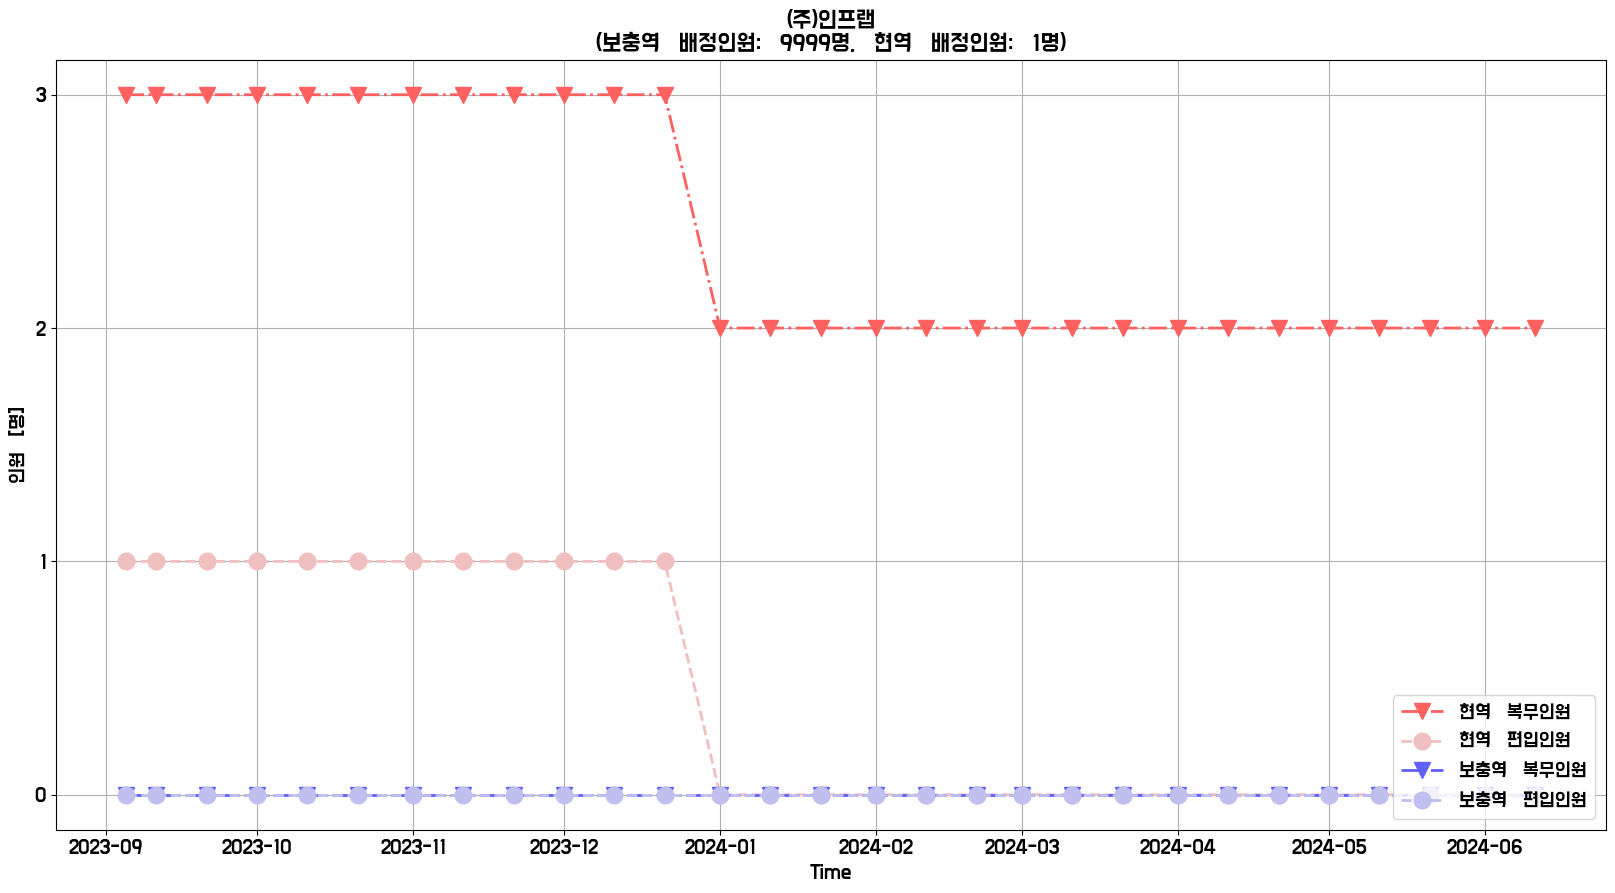 (주)인프랩
(보충역 배정인원: 9999명, 현역 배정인원: 1명)
3
2
1
0
인원 [명]
2023-09 2023-10 2023-11 2023-12 2024-01 2024-02 2024-03 2024-04 2024-05 2024-06
Time
현역 복무인원
현역 편입인원
보충역 복무인원
보충역 편입인원